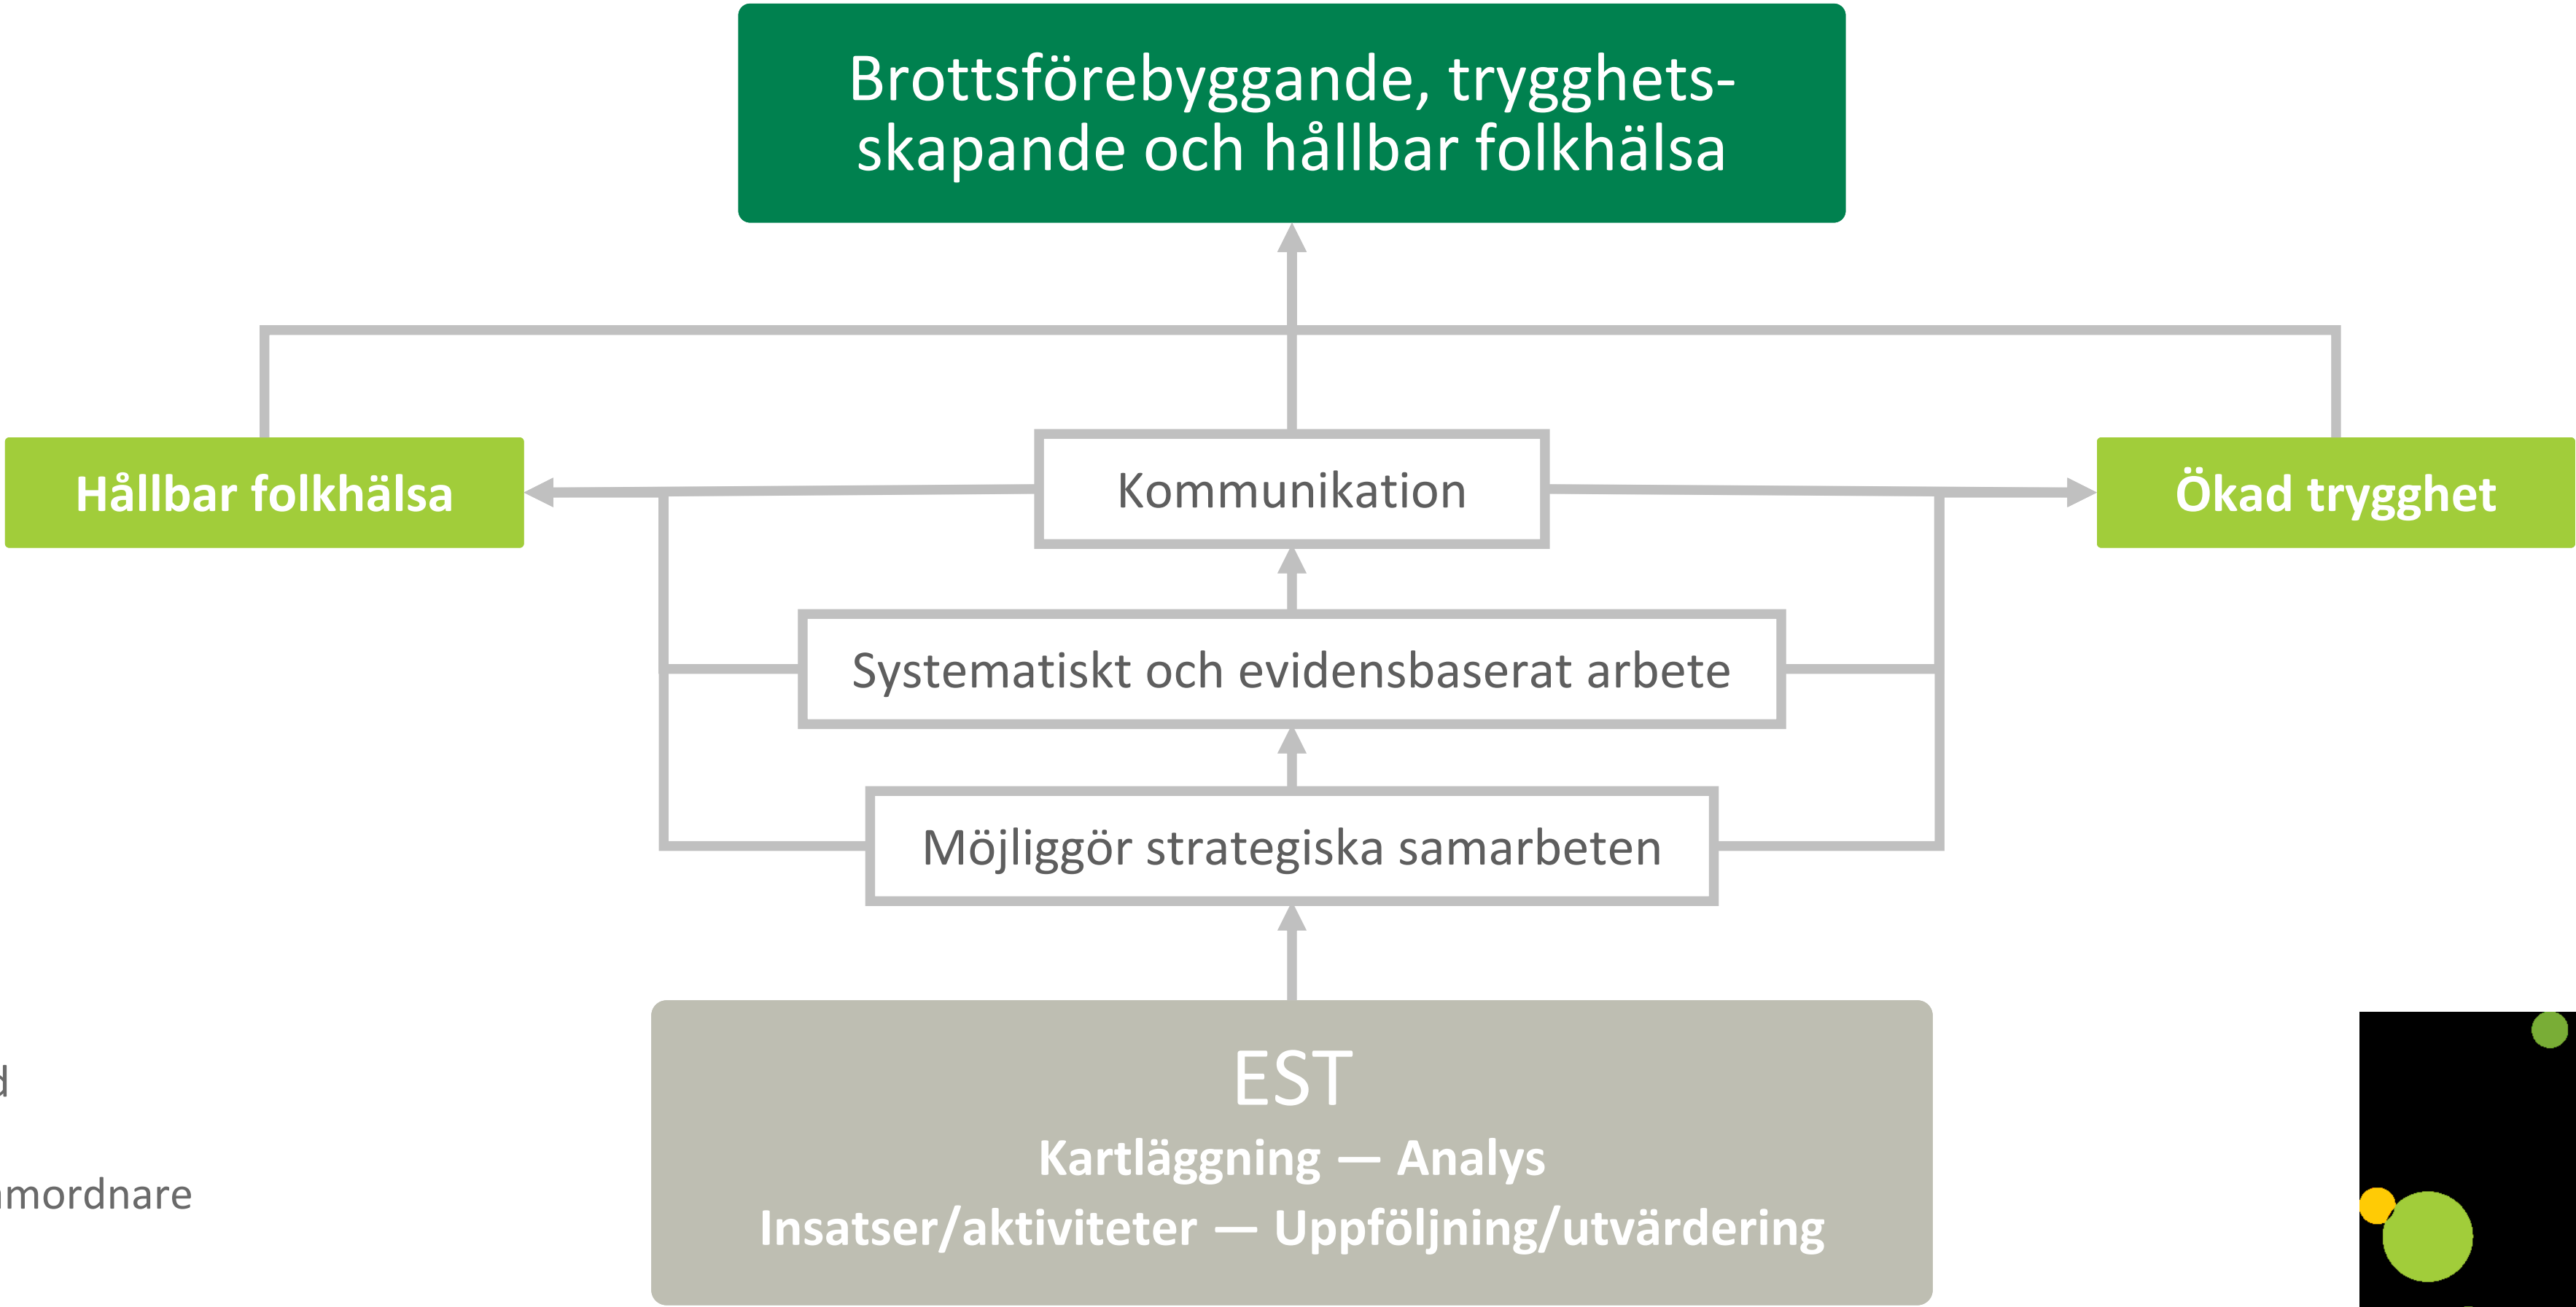 Brottsförebyggande, trygghets-
skapande och hållbar folkhälsa
Hållbar folkhälsa
Kommunikation
Ökad trygghet
Systematiskt och evidensbaserat arbete
Möjliggör strategiska samarbeten
EST
Kartläggning — Analys
Insatser/aktiviteter — Uppföljning/utvärdering